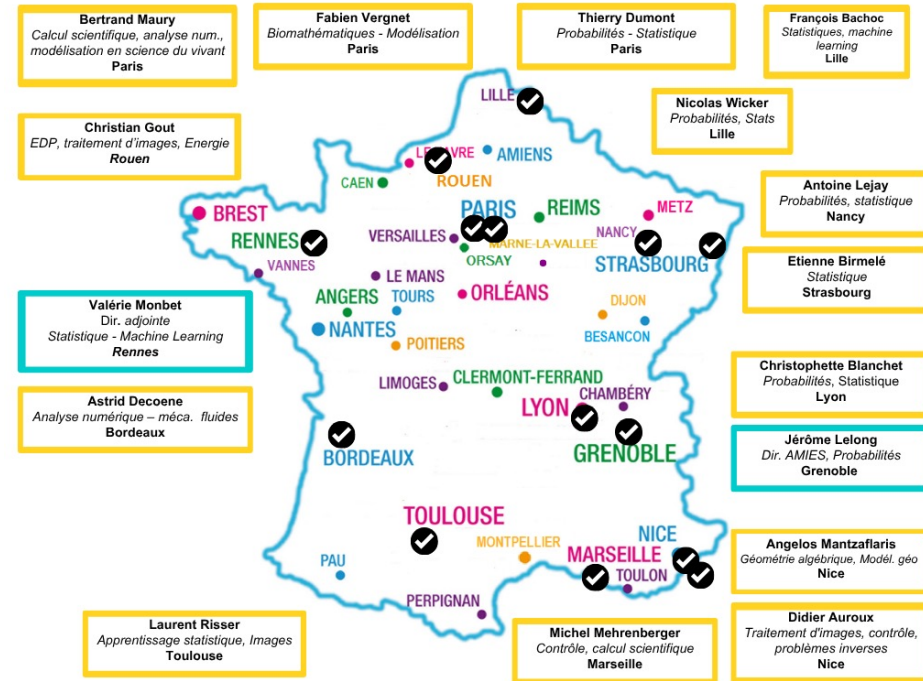 Bertrand Maury
Calcul scientifique, analyse num.,
modélisation en science du vivant
Paris
Fabien Vergnet
Biomathématiques - Modélisation
Paris
Thierry Dumont
Probabilités - Statistique
Paris
François Bachoc
Statistiques, machine
learning
Lille
Christian Gout
EDP, traitement d'images, Energie
Rouen
Nicolas Wicker
Probabilités, Stats
Lille
LILLE
AMIENS
ROUEN
CAEN
BREST
RENNES
VANNES
PARIS
VERSAILLES
MARNE-LA-VALLEE
ORSAY
REIMS
METZ
NANCY
STRASBOURG
Antoine Lejay
Probabilités, statistique
Nancy
Etienne Birmelé
Statistique
Strasbourg
LE MANS
ANGERS
TOURS
ORLÉANS
NANTES
POITIERS
DIJON
BESANCON
Valérie Monbet
Dir. adjointe
Statistique - Machine Learning
Rennes
LIMOGES
CLERMONT-FERRAND
LYON
CHAMBÉRY
GRENOBLE
Christophette Blanchet
Probabilités, Statistique
Lyon
Astrid Decoene
Analyse numérique – méca. fluides
Bordeaux
BORDEAUX
Jérôme Lelong
Dir. AMIES, Probabilités
Grenoble
TOULOUSE
MONTPELLIER
NICE
MARSEILLE
TOULON
PAU
PERPIGNAN
Angelos Mantzaflaris
Géométrie algébrique, Modél. géo
Nice
Laurent Risser
Apprentissage statistique, Images
Toulouse
Michel Mehrenberger
Contrôle, calcul scientifique
Marseille
Didier Auroux
Traitement d'images, contrôle,
problèmes inverses
Nice